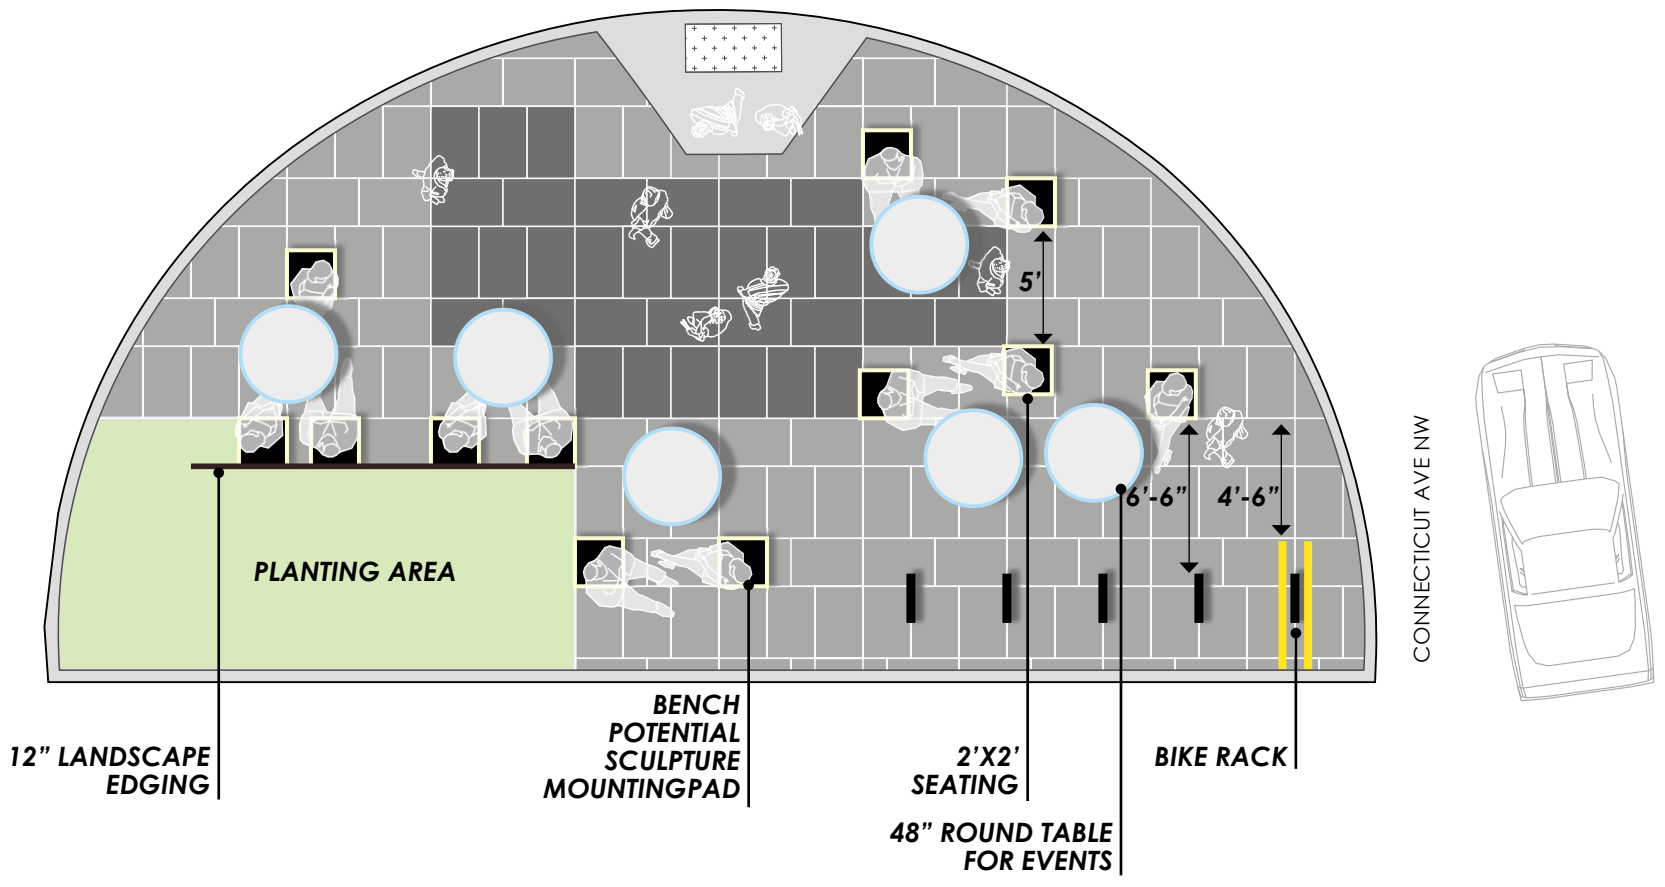 5’
6’-6”
4’-6”
CONNECTICUT AVE NW
PLANTING AREA
12” LANDSCAPE
EDGING
BENCH
POTENTIAL
SCULPTURE
MOUNTINGPAD
2’X2’
SEATING
48” ROUND TABLE
FOR EVENTS
BIKE RACK